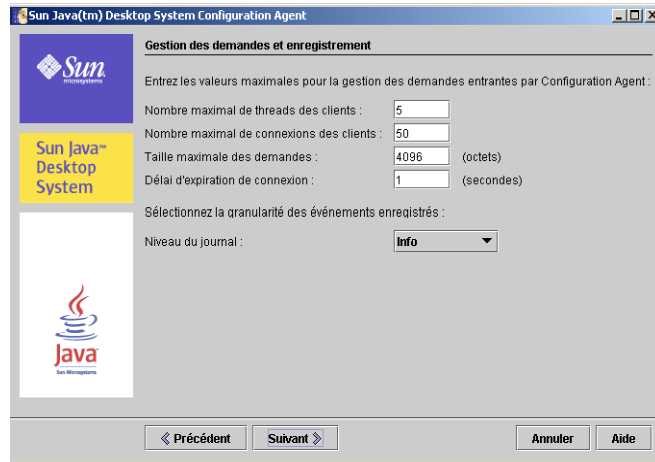 Sun Java(tm) Desktop System Configuration Agent
Sun
microsystems
Sun Java™
Desktop
System
Java
Sun Microsystems
Gestion des demandes et enregistrement
Entrez les valeurs maximales pour la gestion des demandes entrantes par Configuration Agent :
Nombre maximal de threads des clients : 5
Nombre maximal de connexions des clients : 50
Taille maximale des demandes : 4096 (octets)
Délai d'expiration de connexion : 1 (secondes)
Sélectionnez la granularité des événements enregistrés :
Niveau du journal : Info
Précédent Suivant Annuler Aide